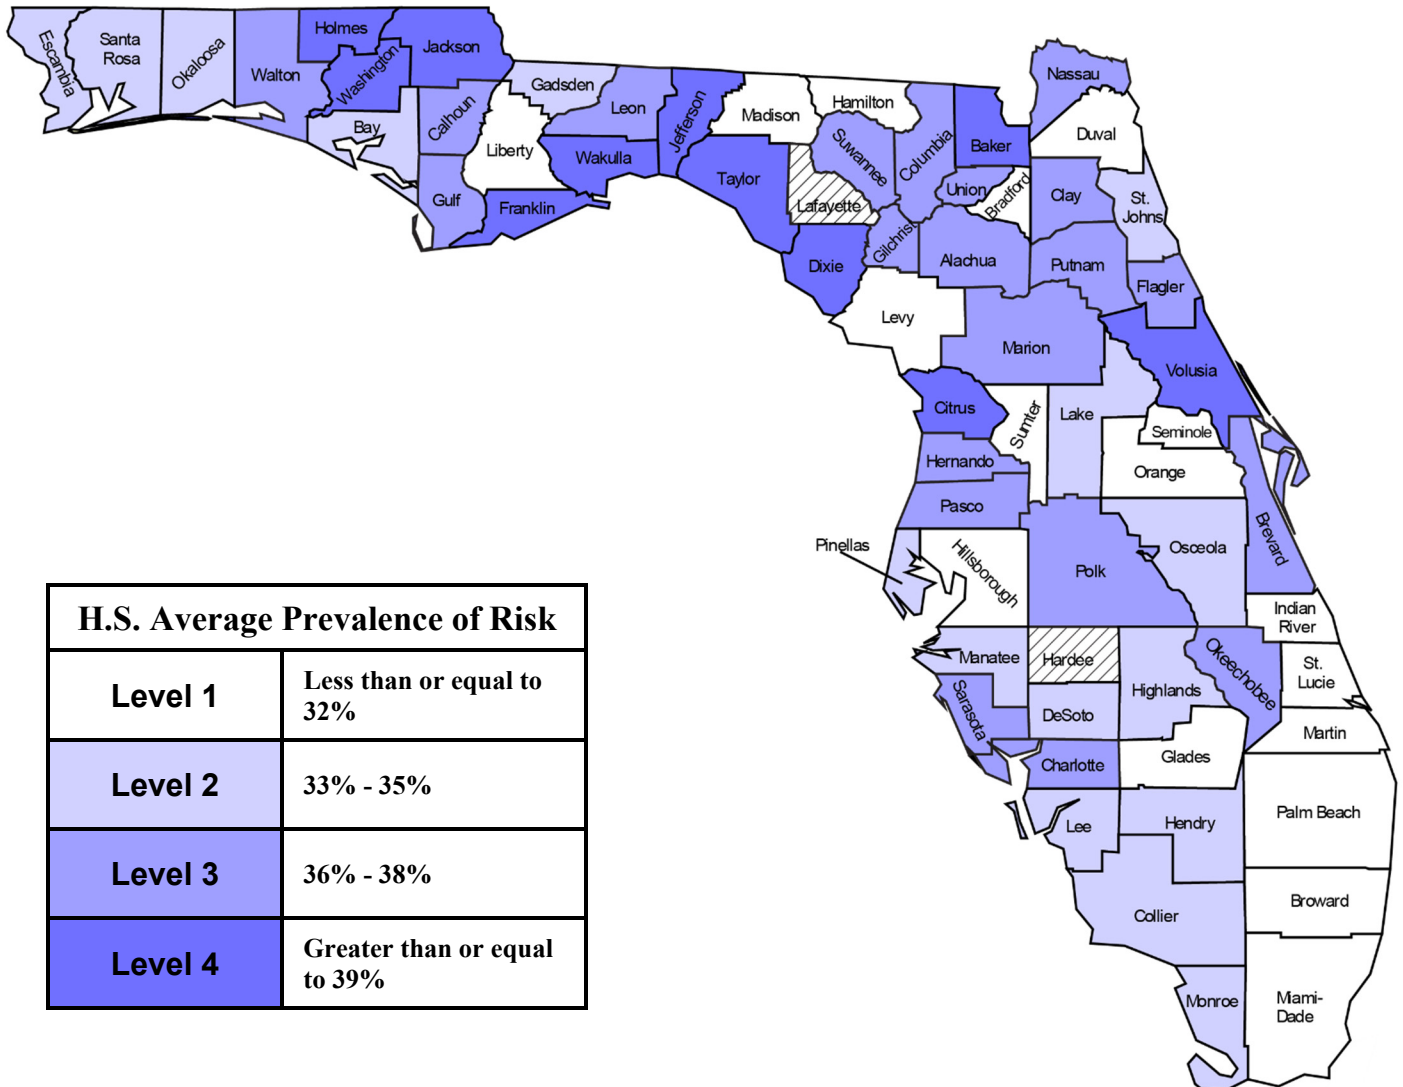 Escambia
Santa
Rosa
Okaloosa
Walton
Holmes
Washington
Jackson
Bay
Calhoun
Gulf
Liberty
Gadsden
Franklin
Leon
Wakulla
Jefferson
Madison
Taylor
Hamilton
Suwannee
Lafayette
Dixie
Columbia
Gilchrist
Baker
Union
Bradford
Nassau
Duval
Clay
St.
Johns
Alachua
Putnam
Flagler
Levy
Marion
Volusia
Citrus
Sumter
Lake
Seminole
Orange
Hernando
Pasco
Pinellas
Hillsborough
Polk
Osceola
Brevard
Indian
River
Manatee
Hardee
Highlands
Okeechobee
St.
Lucie
Sarasota
DeSoto
Martin
Charlotte
Glades
Lee
Hendry
Palm Beach
Collier
Broward
Monroe
Miami-
Dade
H.S. Average Prevalence of Risk
Level 1
Less than or equal to
32%
Level 2
33% - 35%
Level 3
36% - 38%
Level 4
Greater than or equal
to 39%